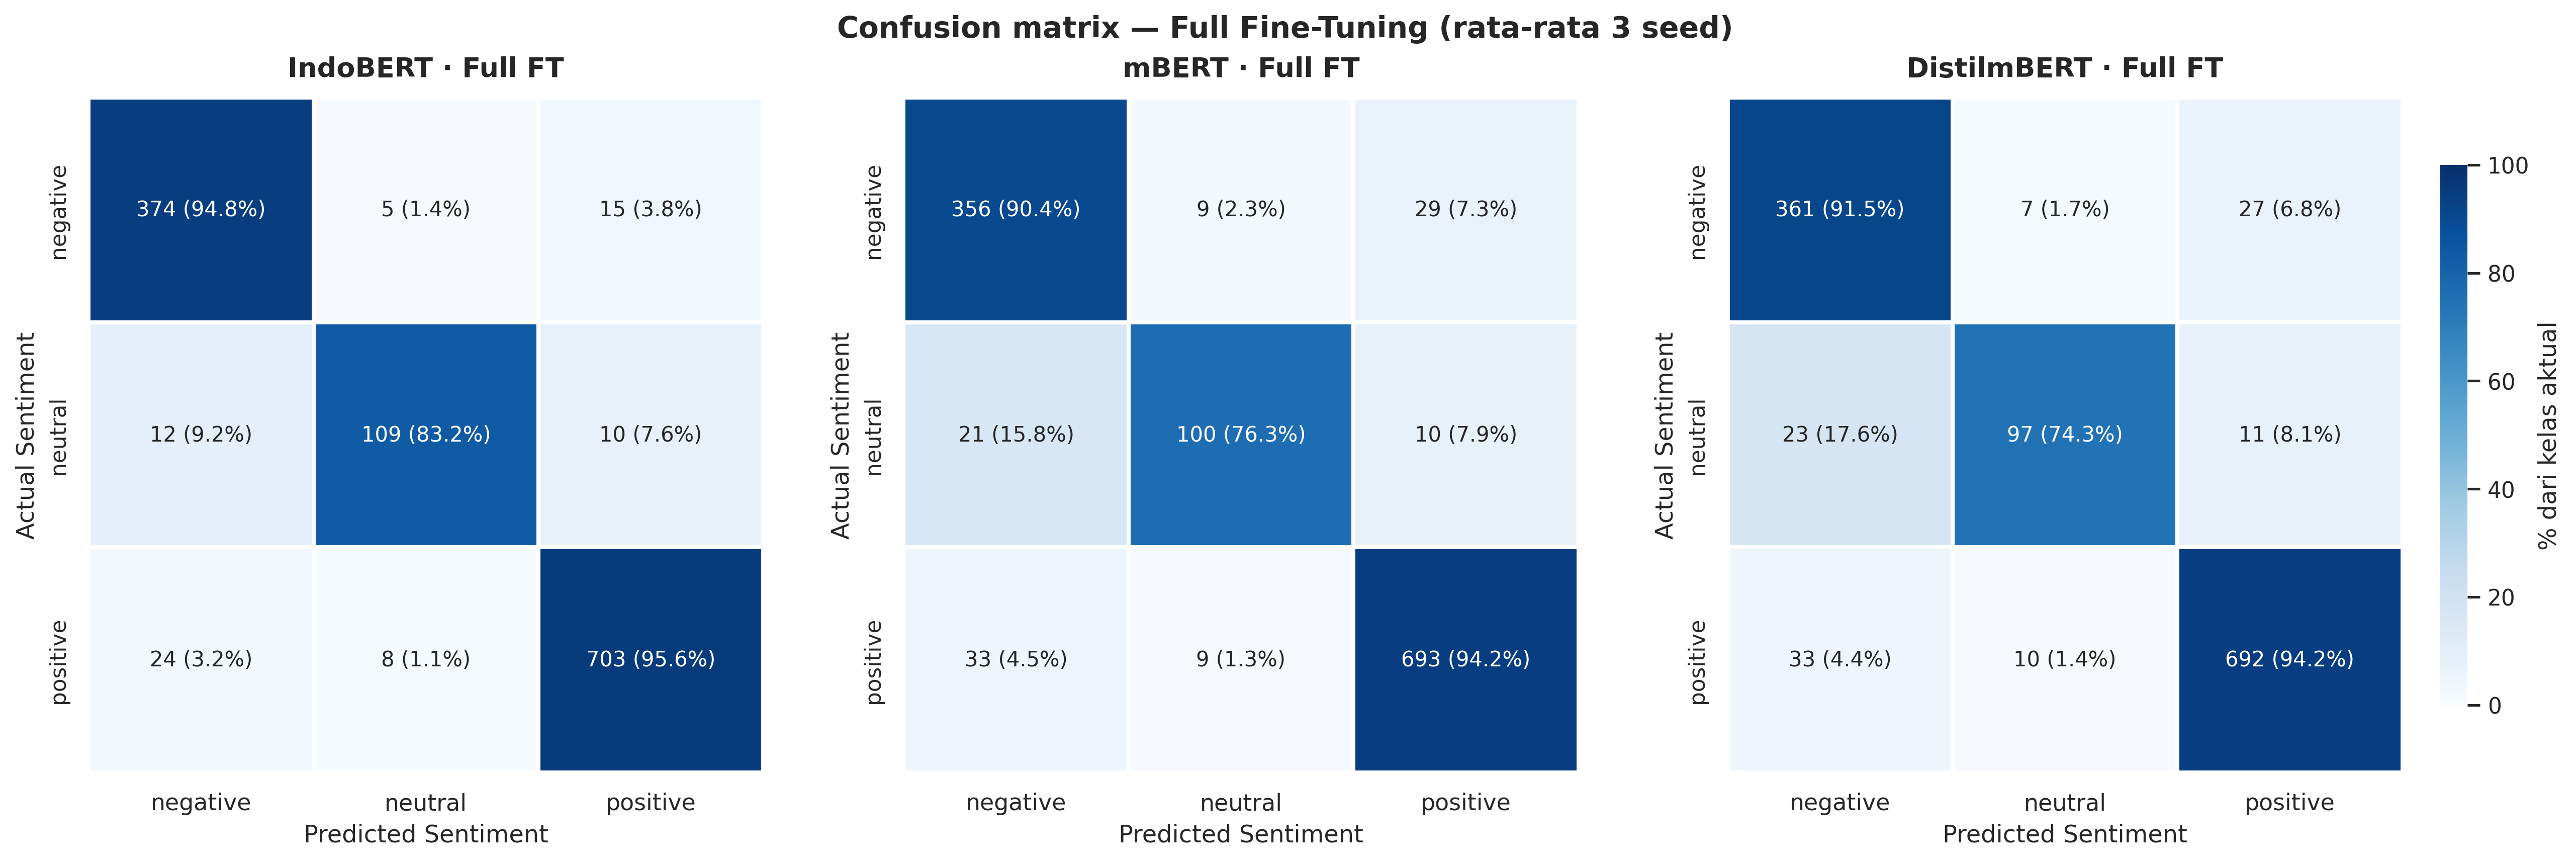 Confusion matrix — Full Fine-Tuning (rata-rata 3 seed)
IndoBERT · Full FT
Actual Sentiment
negative
374 (94.8%) 5 (1.4%) 15 (3.8%)
neutral
12 (9.2%) 109 (83.2%) 10 (7.6%)
positive
24 (3.2%) 8 (1.1%) 703 (95.6%)
negative neutral positive
Predicted Sentiment
mBERT · Full FT
Actual Sentiment
negative
356 (90.4%) 9 (2.3%) 29 (7.3%)
neutral
21 (15.8%) 100 (76.3%) 10 (7.9%)
positive
33 (4.5%) 9 (1.3%) 693 (94.2%)
negative neutral positive
Predicted Sentiment
DistilmBERT · Full FT
Actual Sentiment
negative
361 (91.5%) 7 (1.7%) 27 (6.8%)
neutral
23 (17.6%) 97 (74.3%) 11 (8.1%)
positive
33 (4.4%) 10 (1.4%) 692 (94.2%)
negative neutral positive
Predicted Sentiment
100
80
60
40
20
0
% dari kelas aktual